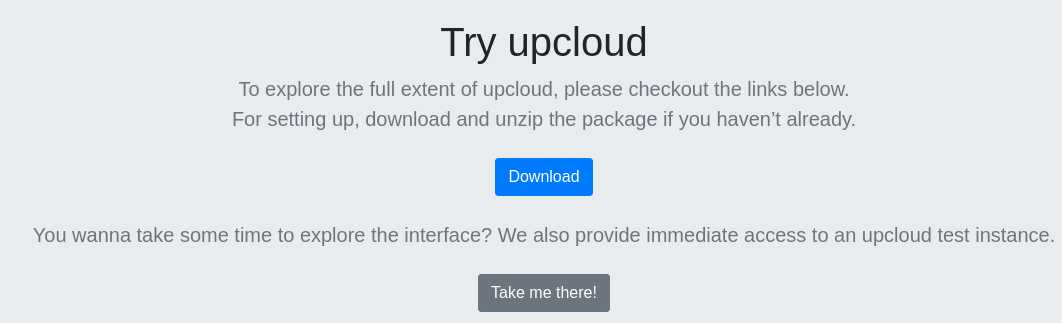 Try upcloud
To explore the full extent of upcloud, please checkout the links below.
For setting up, download and unzip the package if you haven’t already.
Download
You wanna take some time to explore the interface? We also provide immediate access to an upcloud test instance.
Take me there!